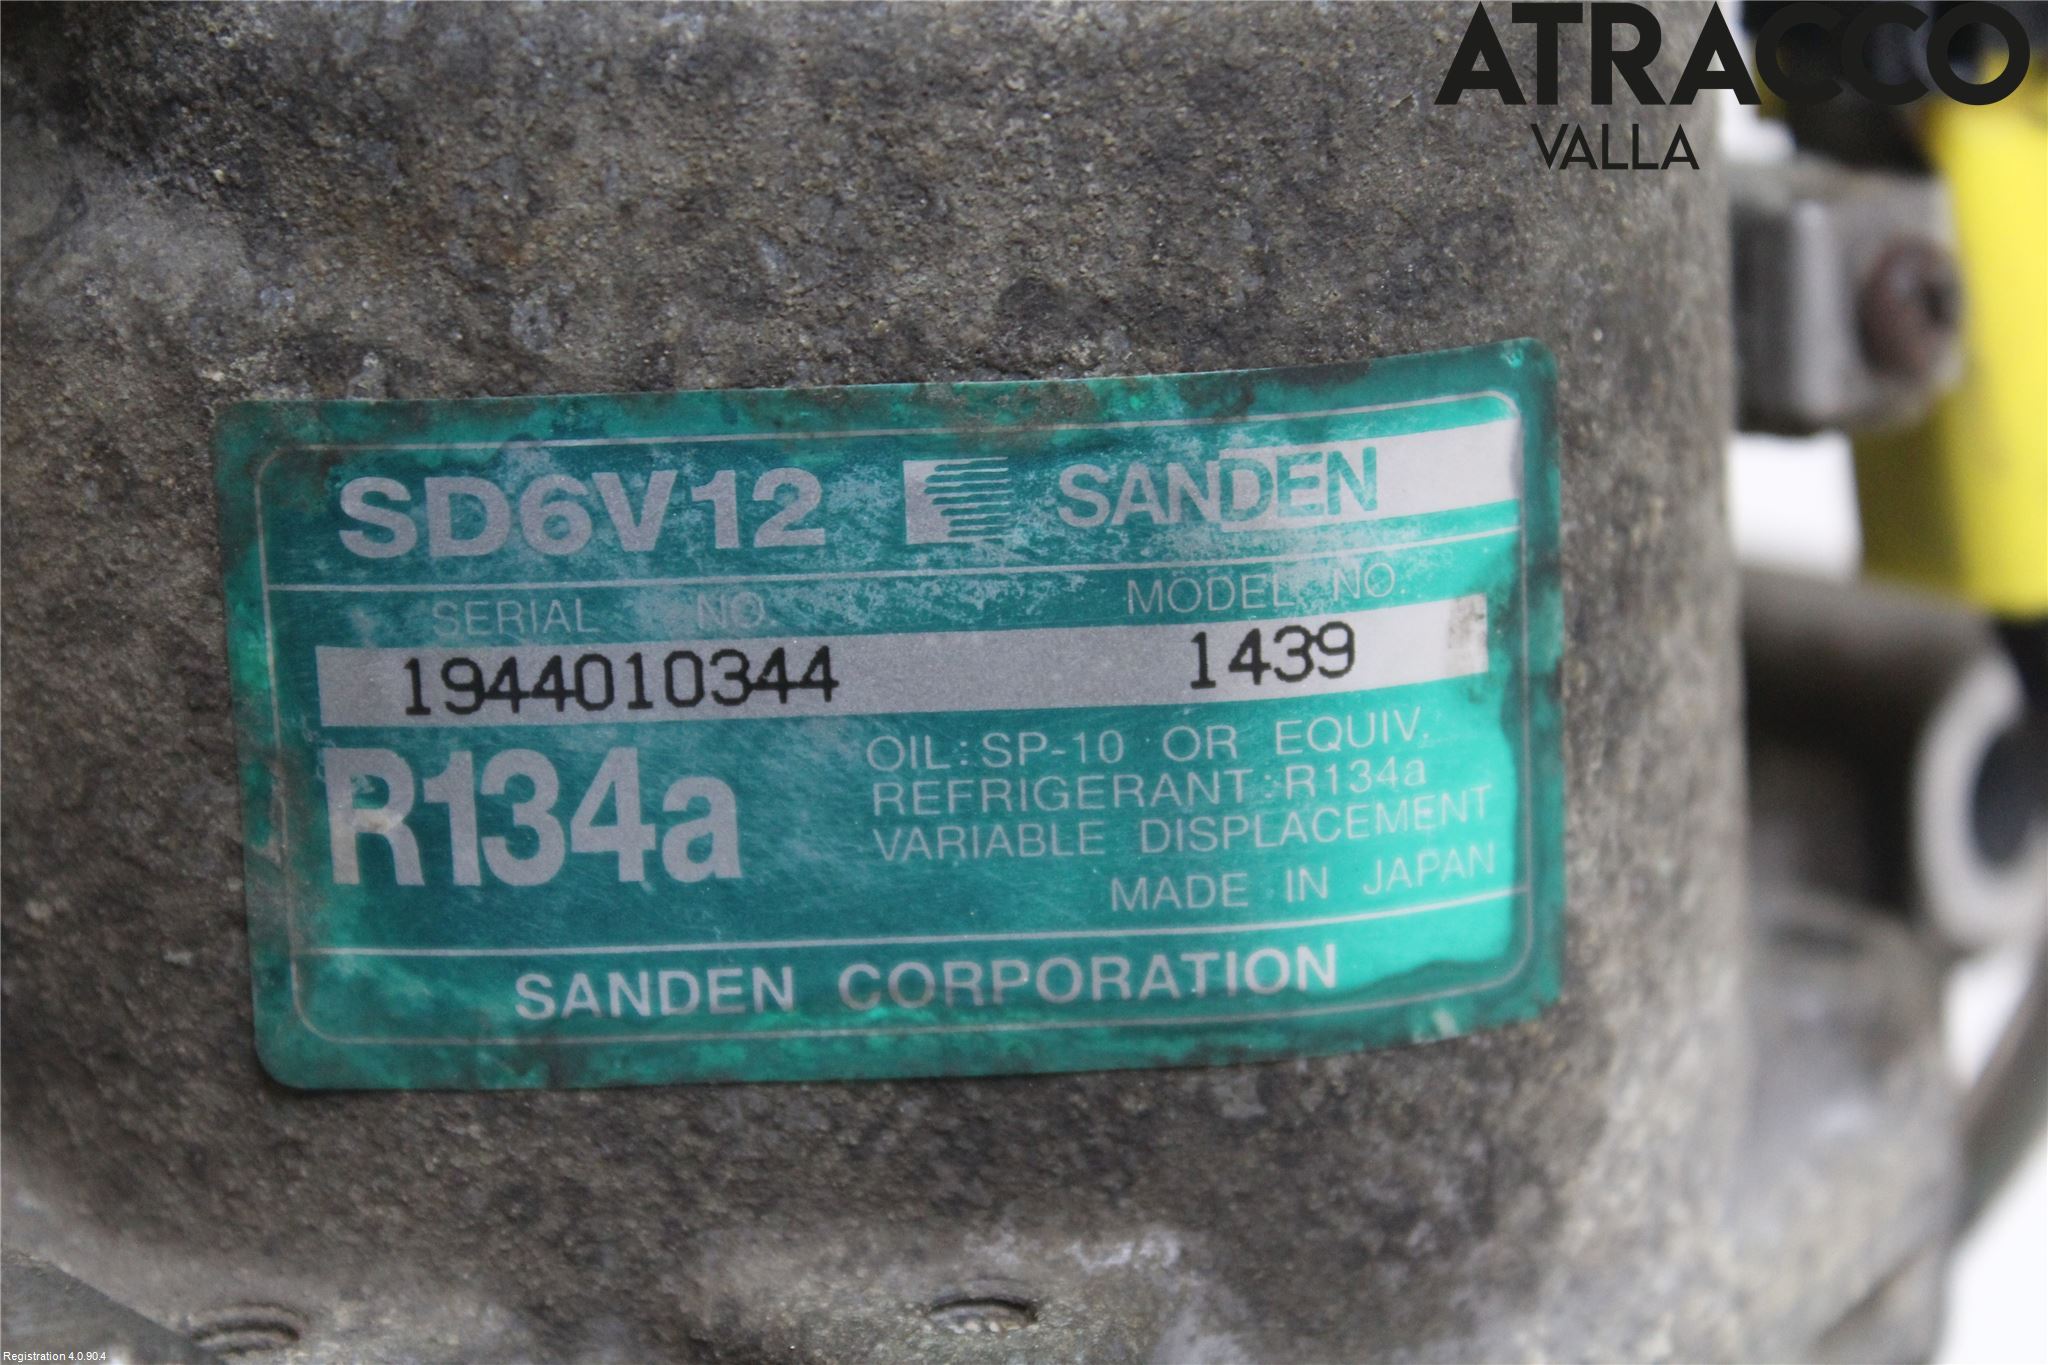 ATRACCO
VALLA
SD6V12 SANDEN
SERIAL NO. MODEL NO.
1944010344 1439
R134a
OIL:SP-10 OR EQUIV.
REFRIGERANT:R134a
VARIABLE DISPLACEMENT
MADE IN JAPAN
SANDEN CORPORATION
Registration 4.0.90.4